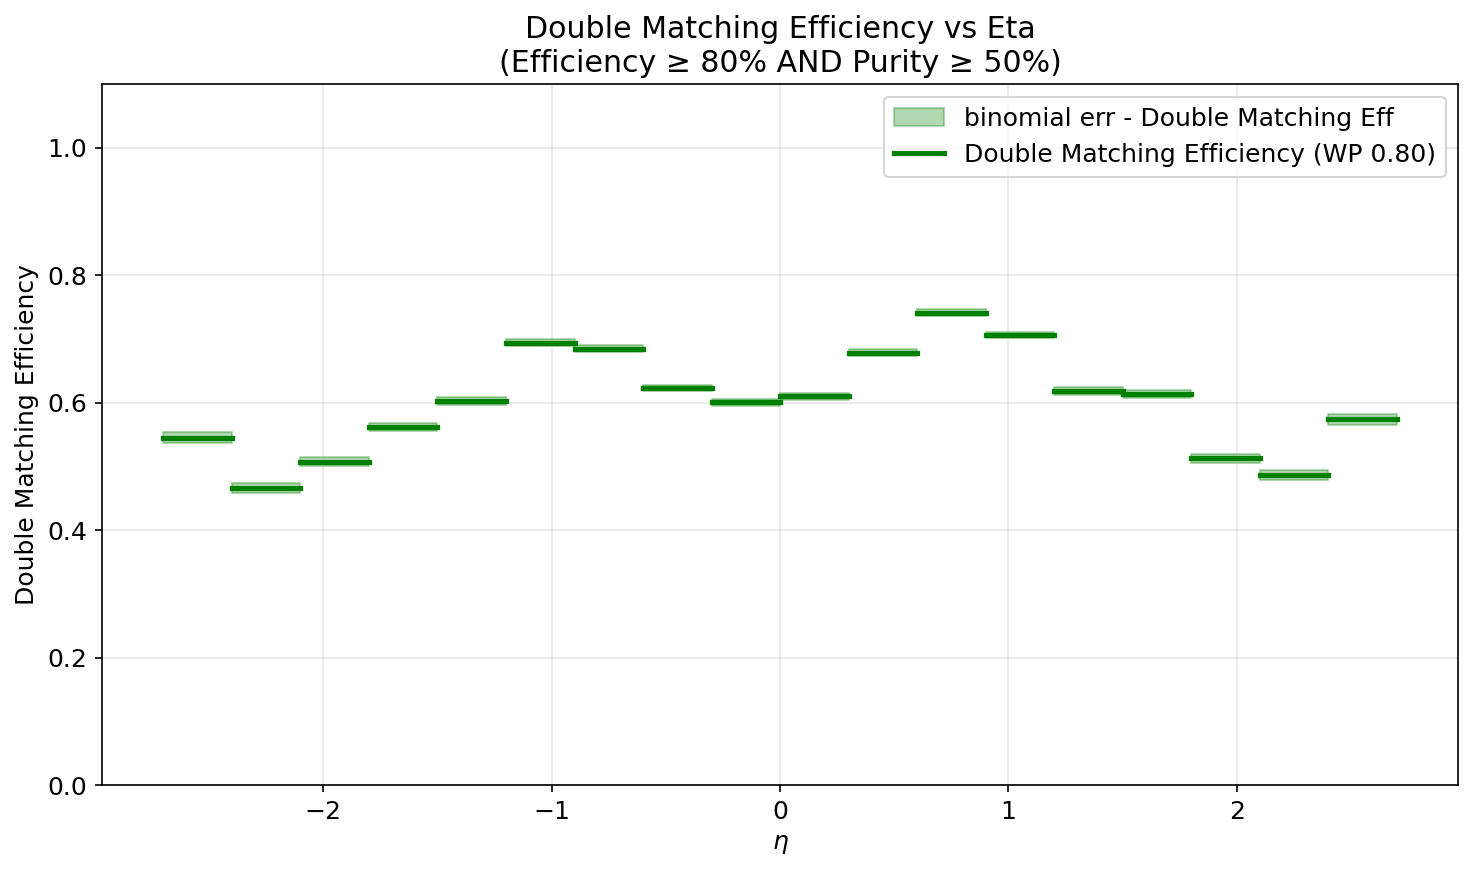 Double Matching Efficiency vs Eta
(Efficiency ≥ 80% AND Purity ≥ 50%)
binomial err - Double Matching Eff
Double Matching Efficiency (WP 0.80)
Double Matching Efficiency
1.0
0.8
0.6
0.4
0.2
0.0
−2 −1 0 1 2
η